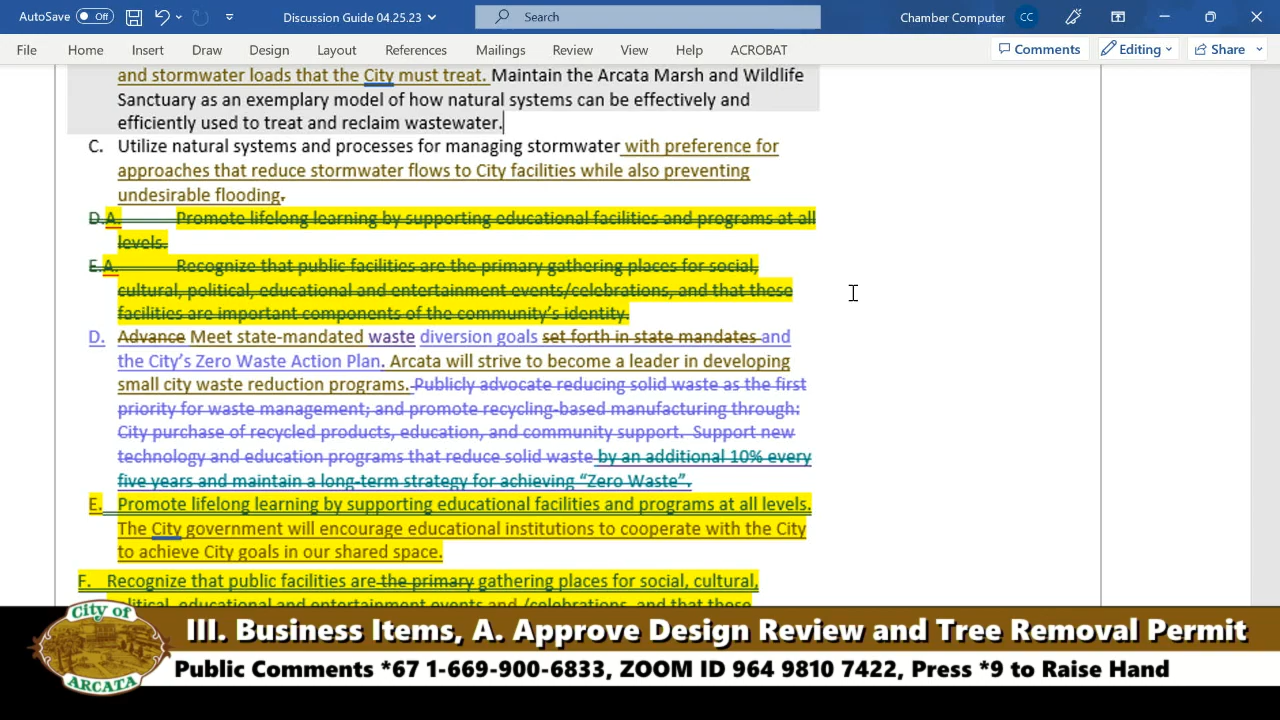 AutoSave Off Discussion Guide 04.25.23 Search Chamber Computer CC
File Home Insert Draw Design Layout References Mailings Review View Help ACROBAT Comments Editing Share
and stormwater loads that the City must treat. Maintain the Arcata Marsh and Wildlife
Sanctuary as an exemplary model of how natural systems can be effectively and
efficiently used to treat and reclaim wastewater.
C. Utilize natural systems and processes for managing stormwater with preference for
approaches that reduce stormwater flows to City facilities while also preventing
undesirable flooding.
D.A. Promote lifelong learning by supporting educational facilities and programs at all
levels.
E.A. Recognize that public facilities are the primary gathering places for social,
cultural, political, educational and entertainment events/celebrations, and that these
facilities are important components of the community's identity.
D. Advance Meet state-mandated waste diversion goals set forth in state mandates and
the City's Zero Waste Action Plan. Arcata will strive to become a leader in developing
small city waste reduction programs. Publicly advocate reducing solid waste as the first
priority for waste management; and promote recycling-based manufacturing through:
City purchase of recycled products, education, and community support. Support new
technology and education programs that reduce solid waste by an additional 10% every
five years and maintain a long-term strategy for achieving “Zero Waste”.
E. Promote lifelong learning by supporting educational facilities and programs at all levels.
The City government will encourage educational institutions to cooperate with the City
to achieve City goals in our shared space.
F. Recognize that public facilities are the primary gathering places for social, cultural,
political, educational and entertainment events and /celebrations, and that these
City of
ARCATA
III. Business Items, A. Approve Design Review and Tree Removal Permit
Public Comments *67 1-669-900-6833, ZOOM ID 964 9810 7422, Press *9 to Raise Hand